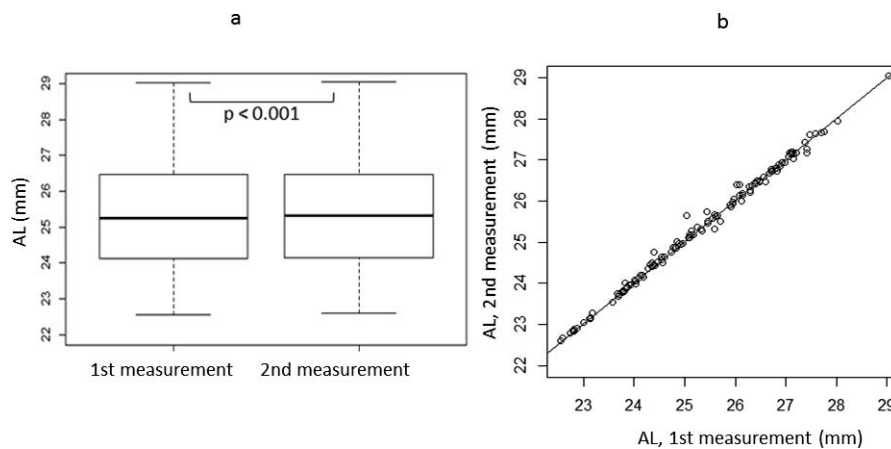 a
AL (mm)
29
28
27
26
25
24
23
22
p < 0.001
1st measurement 2nd measurement
b
AL, 2nd measurement (mm)
29
28
27
26
25
24
23
22
23 24 25 26 27 28 29
AL, 1st measurement (mm)